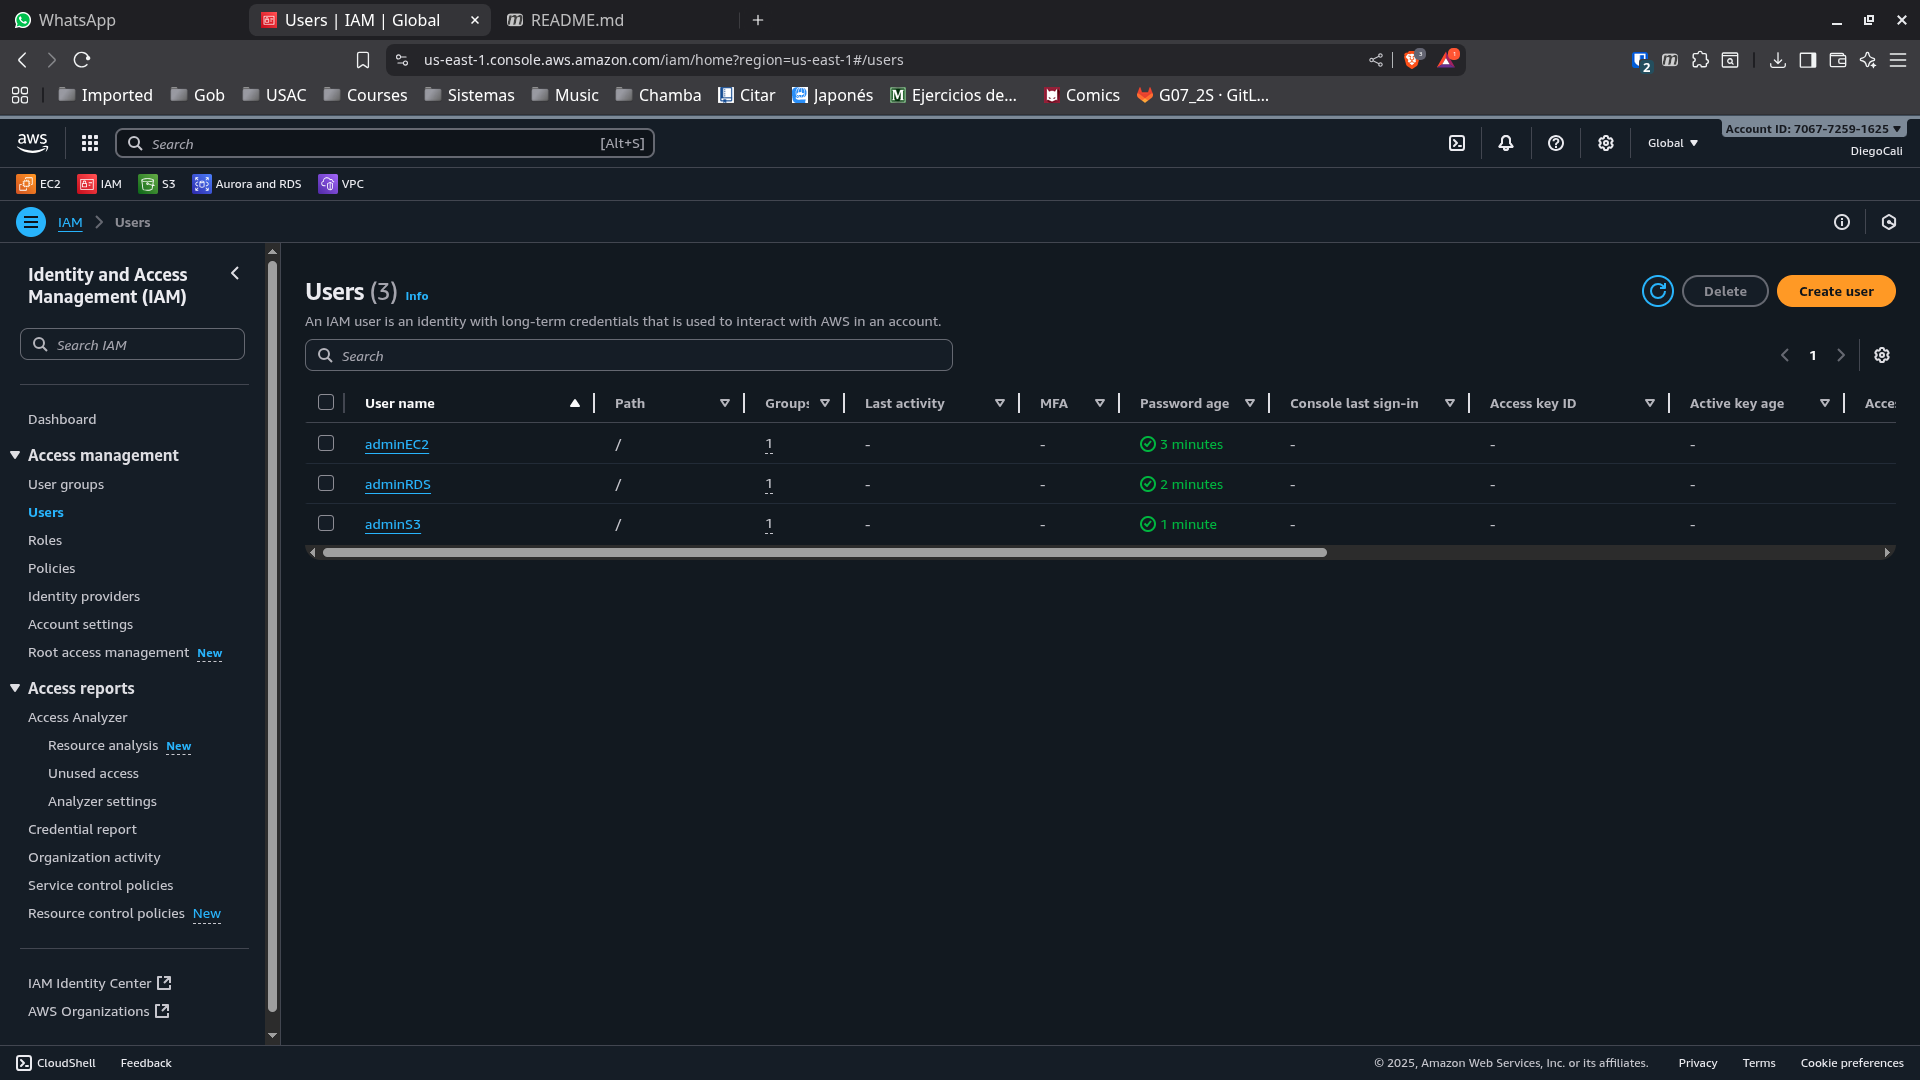 WhatsApp
Users | IAM | Global
README.md
us-east-1.console.aws.amazon.com/iam/home?region=us-east-1#/users
3
1
2
Imported
Gob
USAC
Courses
Sistemas
Music
Chamba
Citar
Japonés
Ejercicios de...
Comics
G07_2S · GitL...
aws
Search
[Alt+S]
Global
Account ID: 7067-7259-1625
DiegoCali
EC2
IAM
S3
Aurora and RDS
VPC
IAM
Users
Identity and Access
Management (IAM)
Search IAM
Dashboard
Access management
User groups
Users
Roles
Policies
Identity providers
Account settings
Root access management New
Access reports
Access Analyzer
Resource analysis New
Unused access
Analyzer settings
Credential report
Organization activity
Service control policies
Resource control policies New
IAM Identity Center
AWS Organizations
Users (3) Info
Delete
Create user
An IAM user is an identity with long-term credentials that is used to interact with AWS in an account.
Search
1
User name Path Groups Last activity MFA Password age Console last sign-in Access key ID Active key age Acces
adminEC2 / 1 - - 3 minutes - - -
adminRDS / 1 - - 2 minutes - - -
adminS3 / 1 - - 1 minute - - -
CloudShell
Feedback
© 2025, Amazon Web Services, Inc. or its affiliates.
Privacy
Terms
Cookie preferences